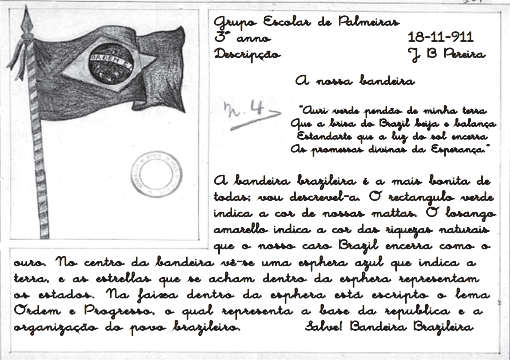 Grupo Escolar de Palmeiras
3º anno 18-11-911
Descripção J. B Pereira
A nossa bandeira
n. 4
"Auri verde pendão de minha terra
Que a brisa do Brazil beija e balança
Estandarte que a luz do sol encerra
As promessas divinas da Esperança."
ORDEM E
A bandeira brazileira é a mais bonita de
todas; vou descrevel-a. O rectangulo verde
indica a cor de nossas mattas. O losango
amarello indica a cor das riquezas naturais
que o nosso caro Brazil encerra como o
ouro. No centro da bandeira vê-se uma esphera azul que indica a
terra, e as estrellas que se acham dentro da esphera representam
os estados. Na faixa dentro da esphera está escripto o lema
Ordem e Progresso, o qual representa a base da republica e a
organização do povo brazileiro. Salve! Bandeira Brazileira